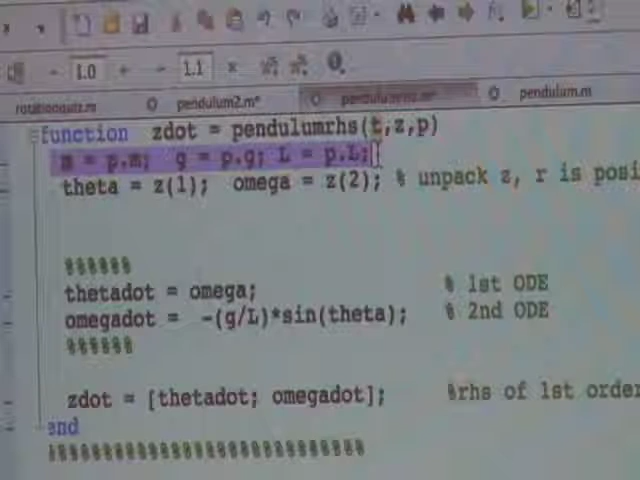 1.0
1.1
pendulum2.m*
pendulum.m
function zdot = pendulumrhs(t,z,p)
m = p.m; g = p.g; L = p.L;
theta = z(1); omega = z(2); % unpack z, r is posi
%%%%%%
thetadot = omega; % 1st ODE
omegadot = -(g/L)*sin(theta); % 2nd ODE
%%%%%%
zdot = [thetadot; omegadot]; %rhs of 1st order
end
%%%%%%%%%%%%%%%%%%%%%%%%%%%%